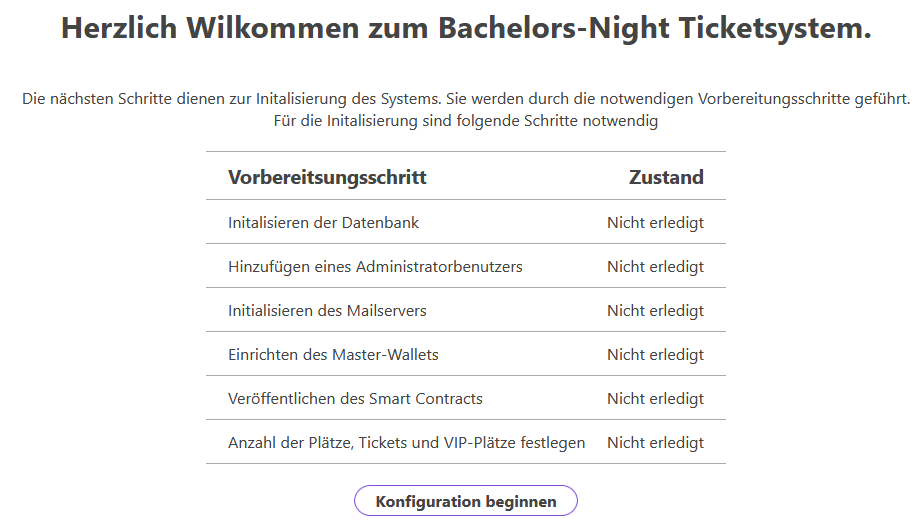 Herzlich Wilkommen zum Bachelors-Night Ticketsystem.
Die nächsten Schritte dienen zur Initalisierung des Systems. Sie werden durch die notwendigen Vorbereitungsschritte geführt.
Für die Initalisierung sind folgende Schritte notwendig
Vorbereitsungsschritt Zustand
Initalisieren der Datenbank Nicht erledigt
Hinzufügen eines Administratorbenutzers Nicht erledigt
Initialisieren des Mailservers Nicht erledigt
Einrichten des Master-Wallets Nicht erledigt
Veröffentlichen des Smart Contracts Nicht erledigt
Anzahl der Plätze, Tickets und VIP-Plätze festlegen Nicht erledigt
Konfiguration beginnen